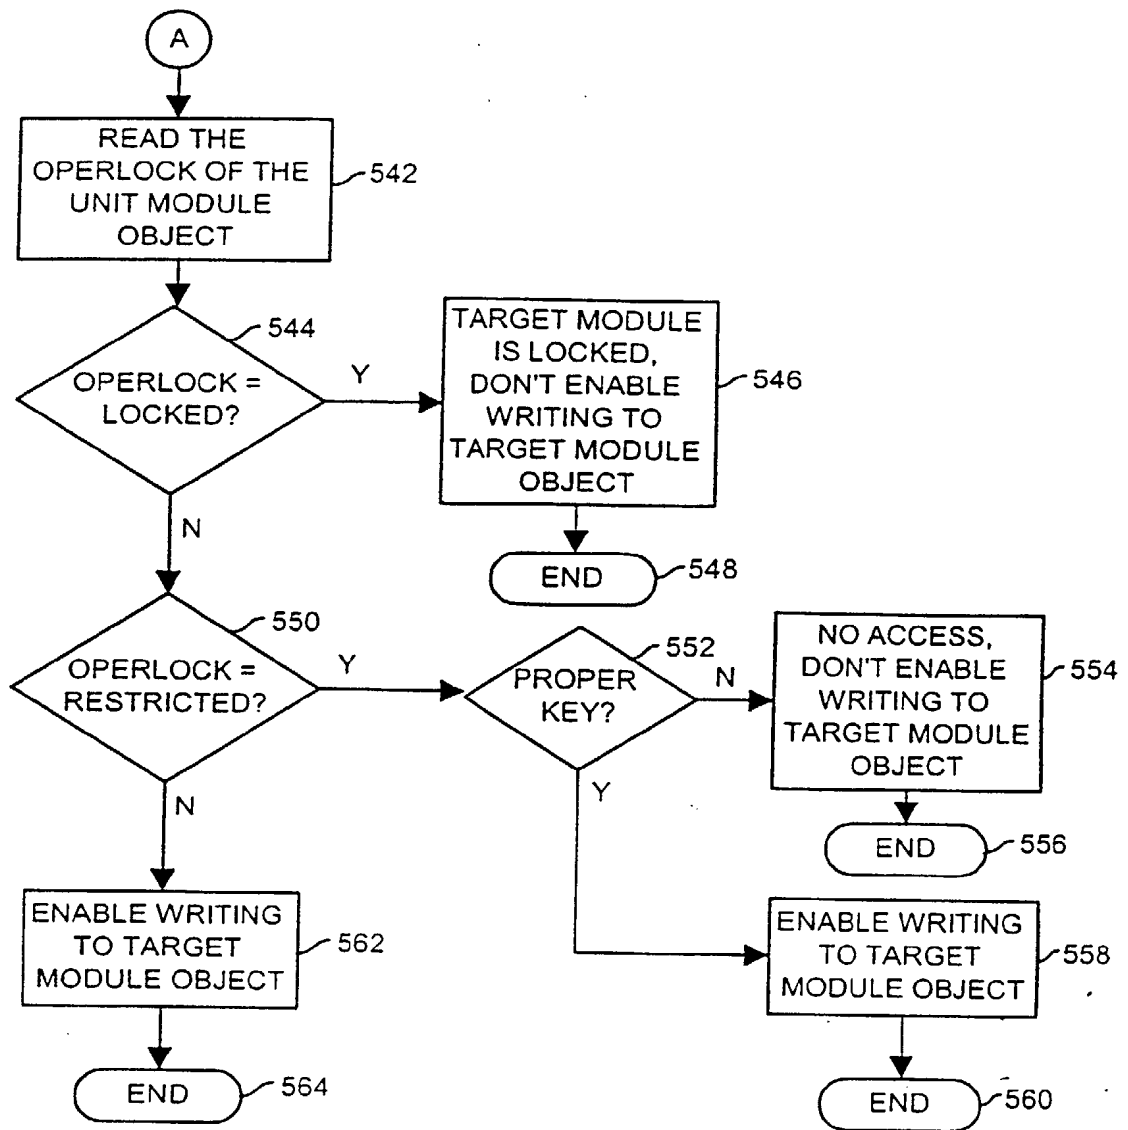 A
READ THE
OPERLOCK OF THE
UNIT MODULE
OBJECT
542
544
OPERLOCK =
LOCKED?
Y
N
TARGET MODULE
IS LOCKED,
DON'T ENABLE
WRITING TO
TARGET MODULE
OBJECT
546
END
548
550
OPERLOCK =
RESTRICTED?
Y
N
552
PROPER
KEY?
N
Y
NO ACCESS,
DON'T ENABLE
WRITING TO
TARGET MODULE
OBJECT
554
END
556
ENABLE WRITING
TO TARGET
MODULE OBJECT
558
END
560
ENABLE WRITING
TO TARGET
MODULE OBJECT
562
END
564